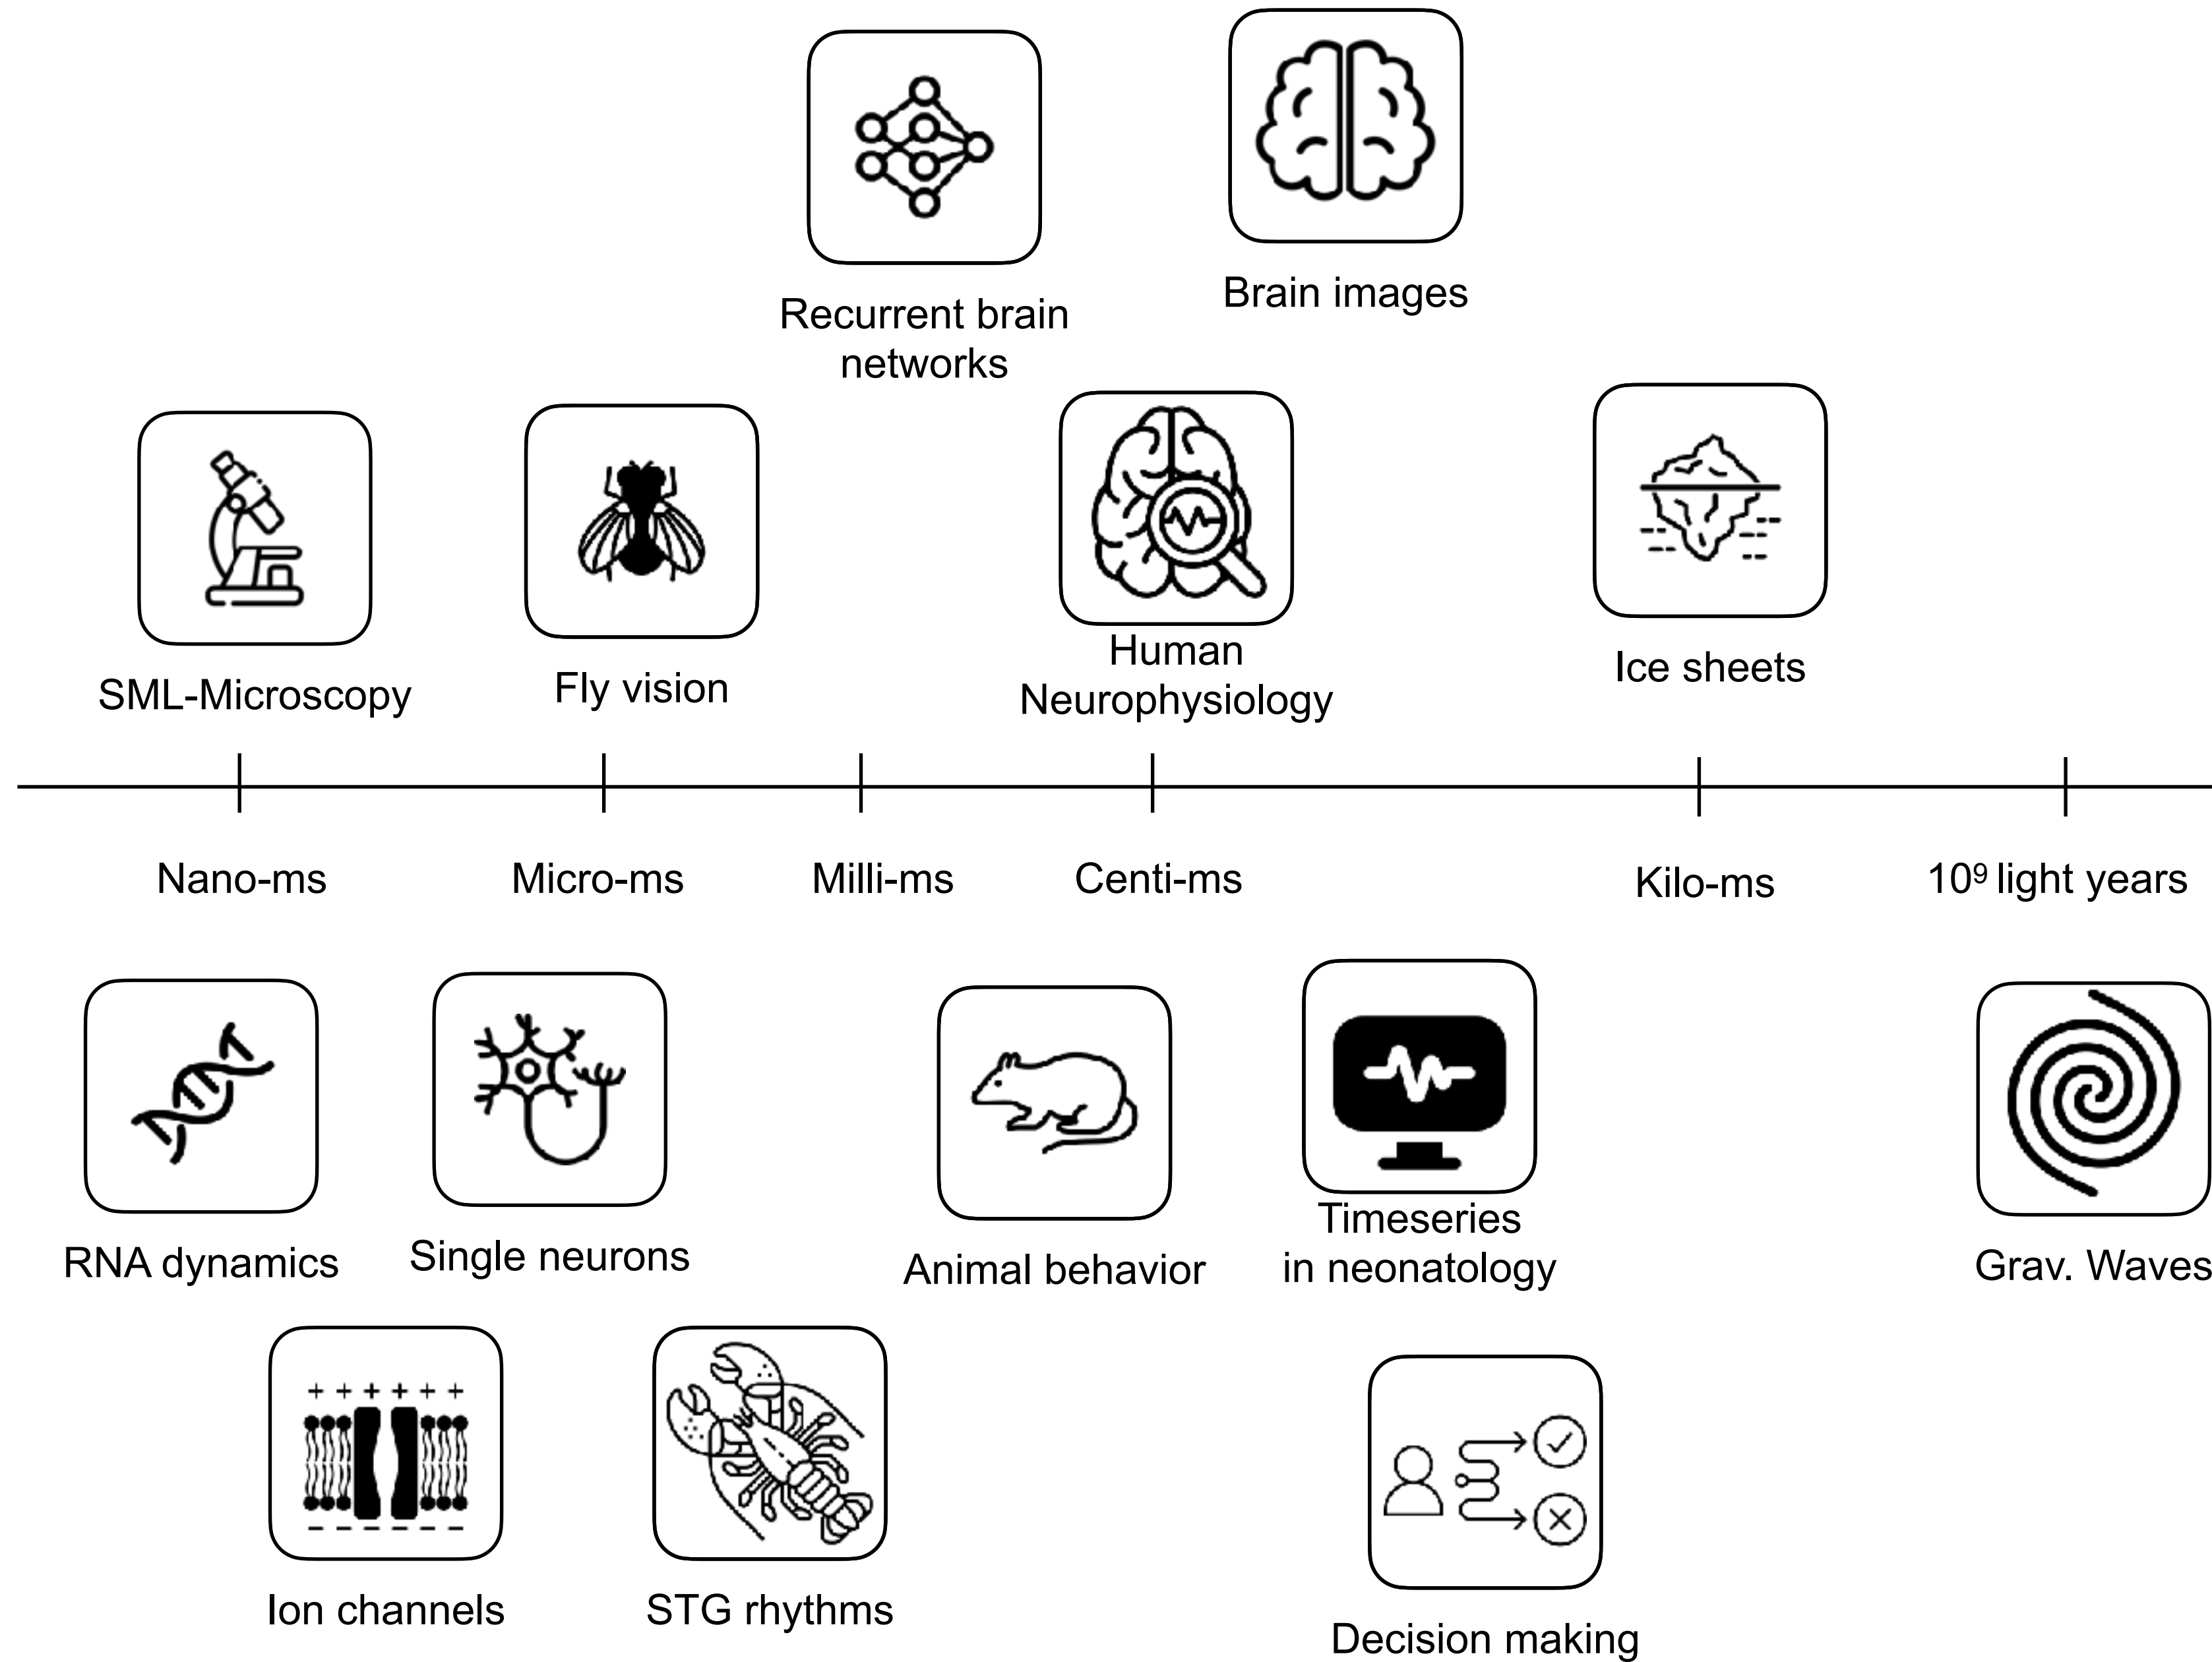 Recurrent brain
networks
Brain images
SML-Microscopy
Fly vision
Human
Neurophysiology
Ice sheets
Nano-ms
Micro-ms
Milli-ms
Centi-ms
Kilo-ms
10⁹ light years
RNA dynamics
Single neurons
Animal behavior
Timeseries
in neonatology
Grav. Waves
Ion channels
STG rhythms
Decision making